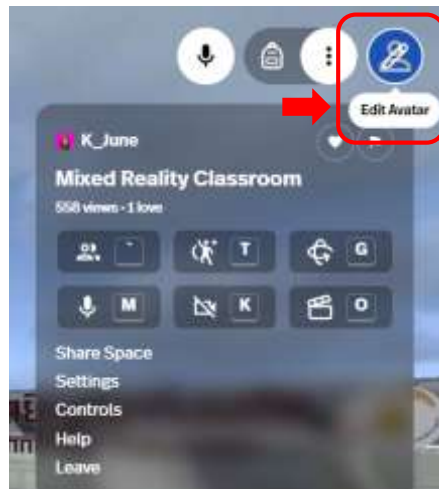 Edit Avatar
K_June
Mixed Reality Classroom
558 views · 1 love
`
T
G
M
K
O
Share Space
Settings
Controls
Help
Leave